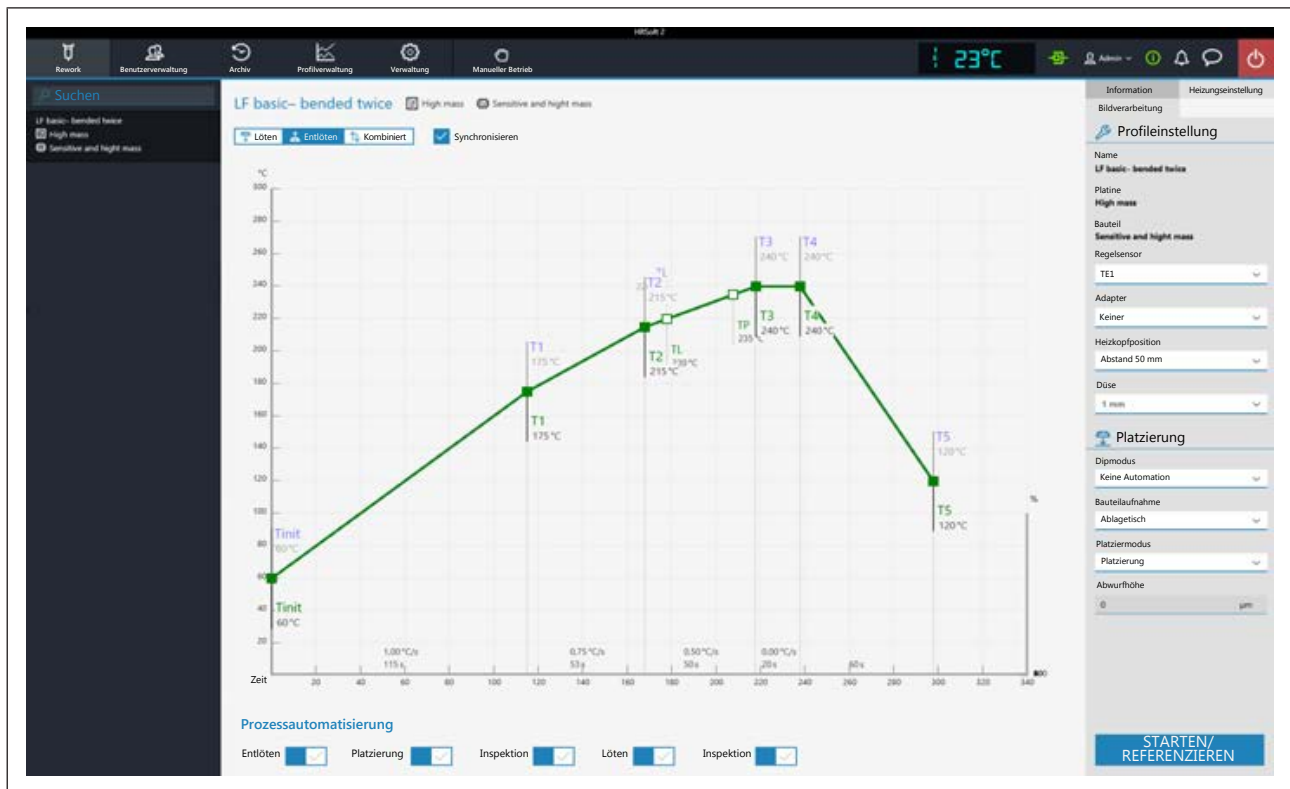 HRSoft 2
Rework
Benutzerverwaltung
Archiv
Profilverwaltung
Verwaltung
Manueller Betrieb
23°C
Admin
Suchen
LF basic- bended twice
High mass
Sensitive and hight mass
LF basic– bended twice High mass Sensitive and hight mass
Löten Entlöten Kombiniert Synchronisieren
°C
300
280
260
240
220
200
180
160
140
120
100
80
60
40
20
Tinit
60°C
Tinit
60°C
T1
175°C
T1
175°C
TL
T2
215°C
T2
215°C
TL
TP
235
T3
240°C
T3
240°C
T4
240°C
T4
240°C
T5
120°C
T5
120°C
%
1.00°C/s 0.75°C/s 0.50°C/s 0.00°C/s
115 s 53 s 50 s 20 s 60 s
Zeit 20 40 60 80 100 120 140 160 180 200 220 240 260 280 300 320 340
Prozessautomatisierung
Entlöten Platzierung Inspektion Löten Inspektion
Information Heizungseinstellung
Bildverarbeitung
Profileinstellung
Name
LF basic- bended twice
Platine
High mass
Bauteil
Sensitive and hight mass
Regelsensor
TE1
Adapter
Keiner
Heizkopfposition
Abstand 50 mm
Düse
1 mm
Platzierung
Dipmodus
Keine Automation
Bauteilaufnahme
Ablagetisch
Platziermodus
Platzierung
Abwurfhöhe
0 µm
STARTEN/
REFERENZIEREN